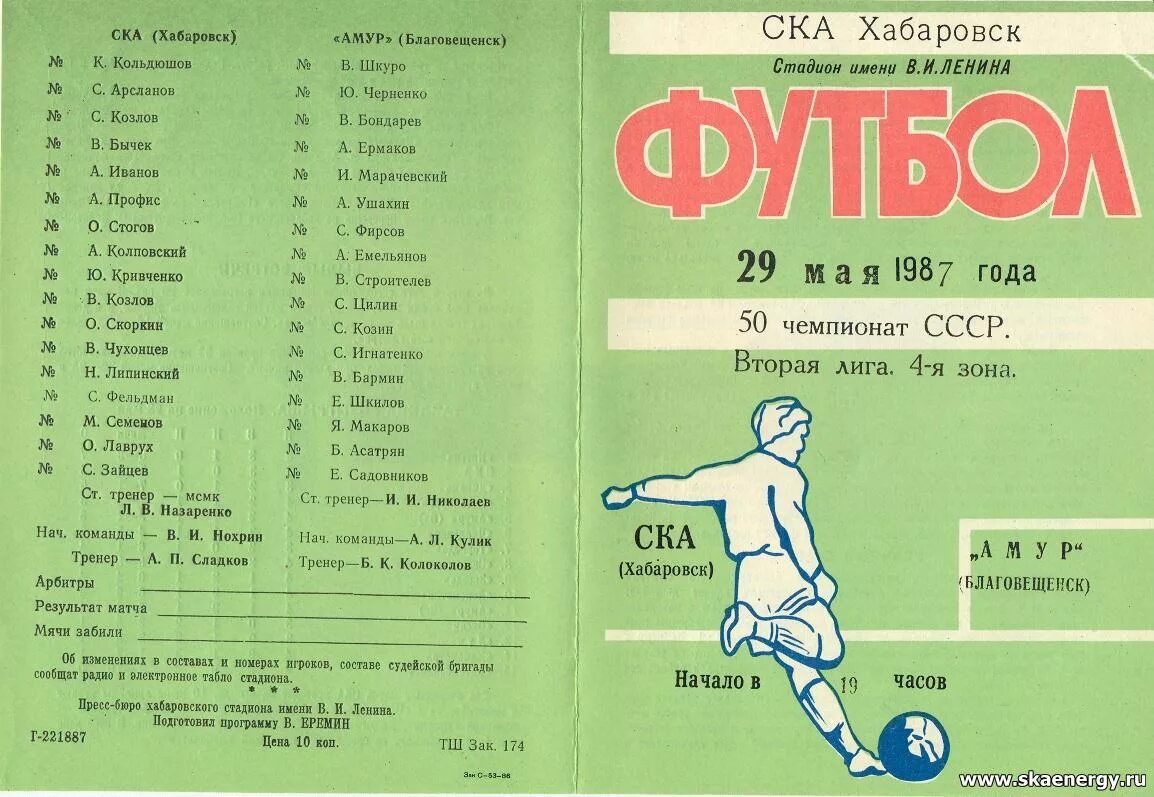 СКА (Хабаровск)
№ К. Кольдюшов
№ С. Арсланов
№ С. Козлов
№ В. Бычек
№ А. Иванов
№ А. Профис
№ О. Стогов
№ А. Колповский
№ Ю. Кривченко
№ В. Козлов
№ О. Скоркин
№ В. Чухонцев
№ Н. Липинский
№ С. Фельдман
№ М. Семенов
№ О. Лаврух
№ С. Зайцев
Ст. тренер — мсмк
Л. В. Назаренко
Нач. команды — В. И. Нохрин
Тренер — А. П. Сладков
«АМУР» (Благовещенск)
№ В. Шкуро
№ Ю. Черненко
№ В. Бондарев
№ А. Ермаков
№ И. Марачевский
№ А. Ушахин
№ С. Фирсов
№ А. Емельянов
№ В. Строителев
№ С. Цилин
№ С. Козин
№ С. Игнатенко
№ В. Бармин
№ Е. Шкилов
№ Я. Макаров
№ Б. Асатрян
№ Е. Садовников
Ст. тренер—И. И. Николаев
Нач. команды—А. Л. Кулик
Тренер—Б. К. Колоколов
Арбитры
Результат матча
Мячи забили
Об изменениях в составах и номерах игроков, составе судейской бригады
сообщат радио и электронное табло стадиона.
* * *
Пресс-бюро хабаровского стадиона имени В. И. Ленина.
Подготовил программу В. ЕРЕМИН
Г-221887 Цена 10 коп. ТШ Зак. 174
Зак С—53—86
СКА Хабаровск
Стадион имени В.И.ЛЕНИНА
ФУТБОЛ
29 мая 1987 года
50 чемпионат СССР.
Вторая лига. 4-я зона.
СКА
(Хабаровск)
„АМУР“
(БЛАГОВЕЩЕНСК)
Начало в 19 часов
www.skaenergy.ru